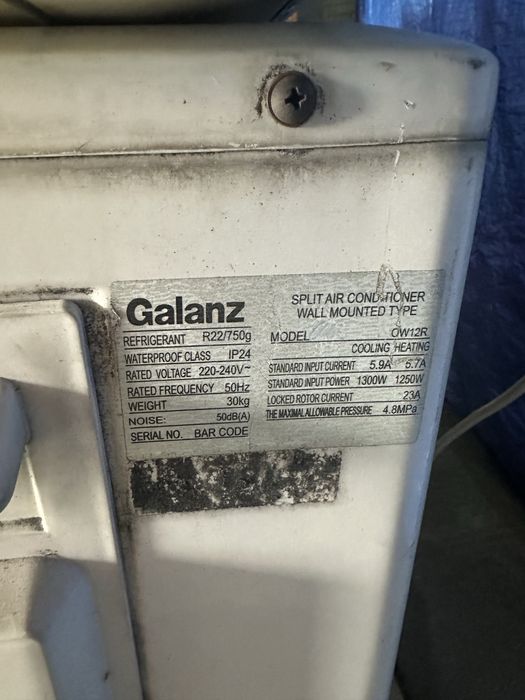 Galanz
REFRIGERANT R22/750g
WATERPROOF CLASS IP24
RATED VOLTAGE 220-240V~
RATED FREQUENCY 50Hz
WEIGHT 30kg
NOISE: 50dB(A)
SERIAL NO. BAR CODE
SPLIT AIR CONDITIONER
WALL MOUNTED TYPE
MODEL OW12R
COOLING HEATING
STANDARD INPUT CURRENT 5.9A 5.7A
STANDARD INPUT POWER 1300W 1250W
LOCKED ROTOR CURRENT 23A
THE MAXIMAL ALLOWABLE PRESSURE 4.8MPa